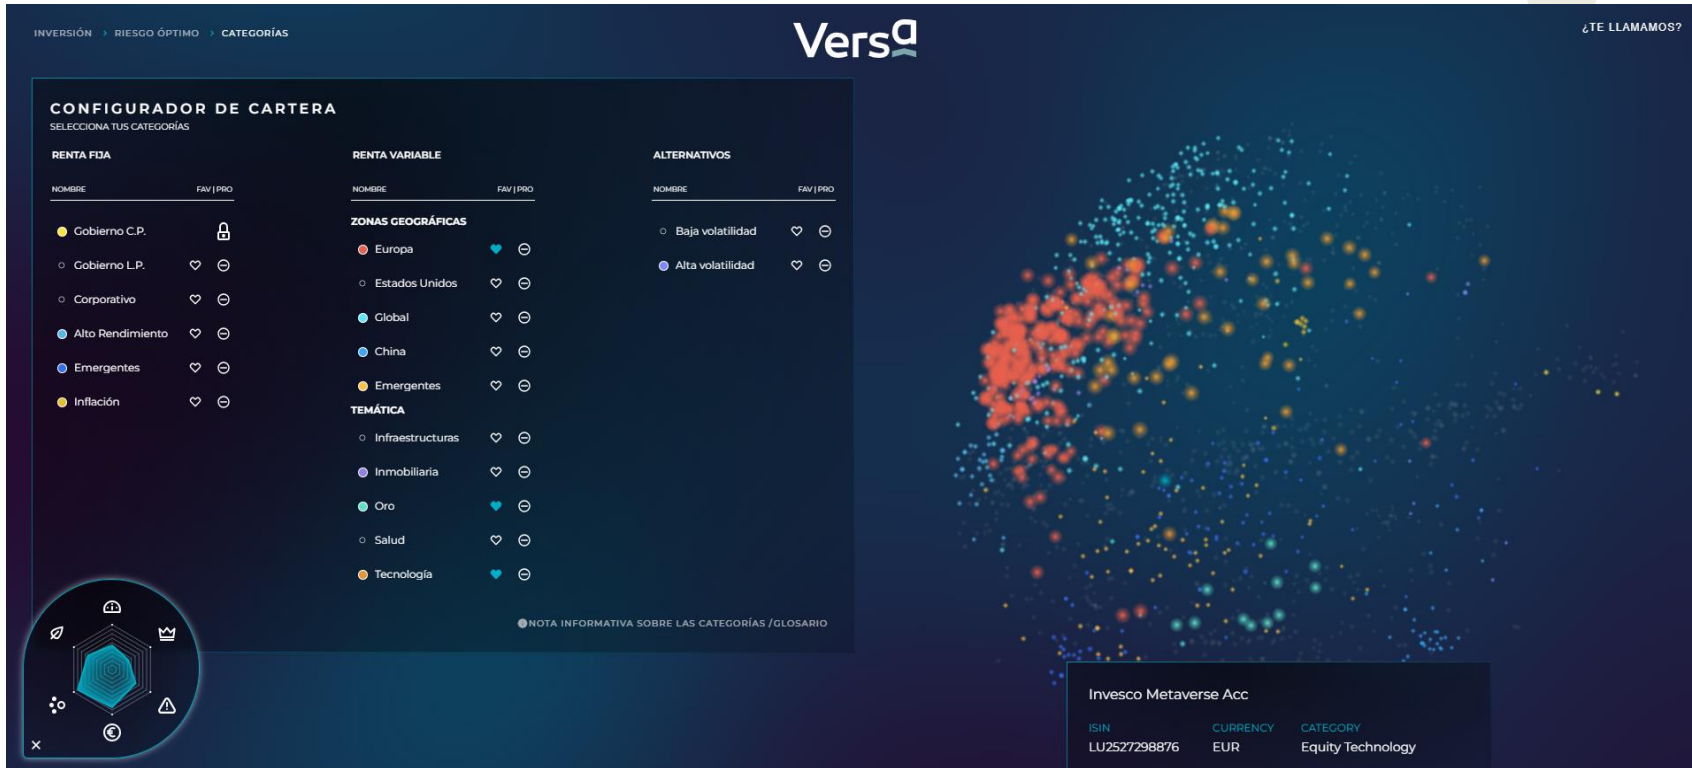 INVERSIÓN > RIESGO ÓPTIMO > CATEGORÍAS
Versa
¿TE LLAMAMOS?
CONFIGURADOR DE CARTERA
SELECCIONA TUS CATEGORÍAS
RENTA FIJA
NOMBRE FAV | PRO
Gobierno C.P.
Gobierno L.P.
Corporativo
Alto Rendimiento
Emergentes
Inflación
RENTA VARIABLE
NOMBRE FAV | PRO
ZONAS GEOGRÁFICAS
Europa
Estados Unidos
Global
China
Emergentes
TEMÁTICA
Infraestructuras
Inmobiliaria
Oro
Salud
Tecnología
ALTERNATIVOS
NOMBRE FAV | PRO
Baja volatilidad
Alta volatilidad
NOTA INFORMATIVA SOBRE LAS CATEGORÍAS /GLOSARIO
Invesco Metaverse Acc
ISIN CURRENCY CATEGORY
LU2527298876 EUR Equity Technology